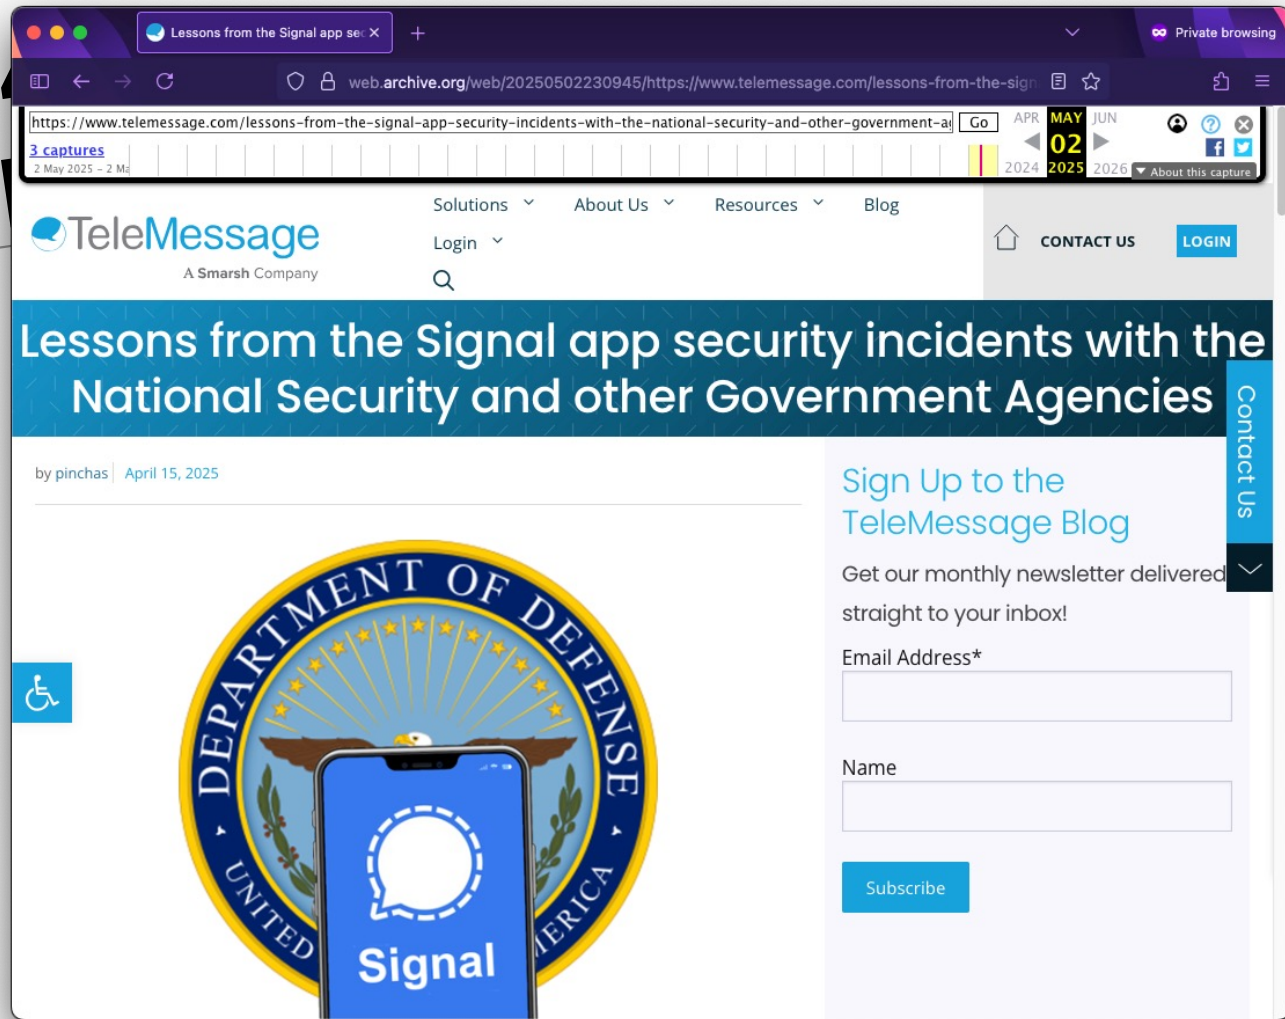 Lessons from the Signal app sec
Private browsing
web.archive.org/web/20250502230945/https://www.telemessage.com/lessons-from-the-sign
https://www.telemessage.com/lessons-from-the-signal-app-security-incidents-with-the-national-security-and-other-government-a
Go
APR MAY JUN
3 captures
02
2 May 2025 – 2 Ma
2024 2025 2026
▼ About this capture
TeleMessage
A Smarsh Company
Solutions About Us Resources Blog
Login
CONTACT US
LOGIN
Lessons from the Signal app security incidents with the
National Security and other Government Agencies
Contact Us
by pinchas April 15, 2025
DEPARTMENT OF DEFENSE
UNITED
ERICA
Signal
Sign Up to the
TeleMessage Blog
Get our monthly newsletter delivered
straight to your inbox!
Email Address*
Name
Subscribe